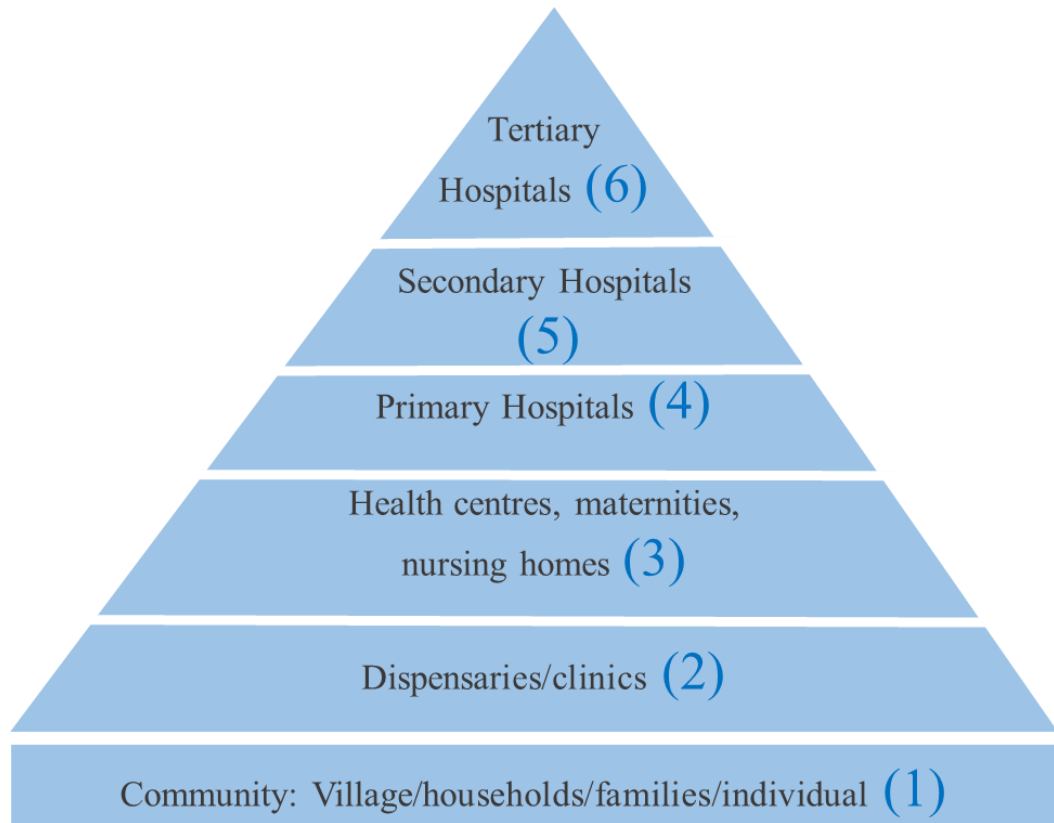 Tertiary
Hospitals (6)
Secondary Hospitals
(5)
Primary Hospitals (4)
Health centres, maternities,
nursing homes (3)
Dispensaries/clinics (2)
Community: Village/households/families/individual (1)